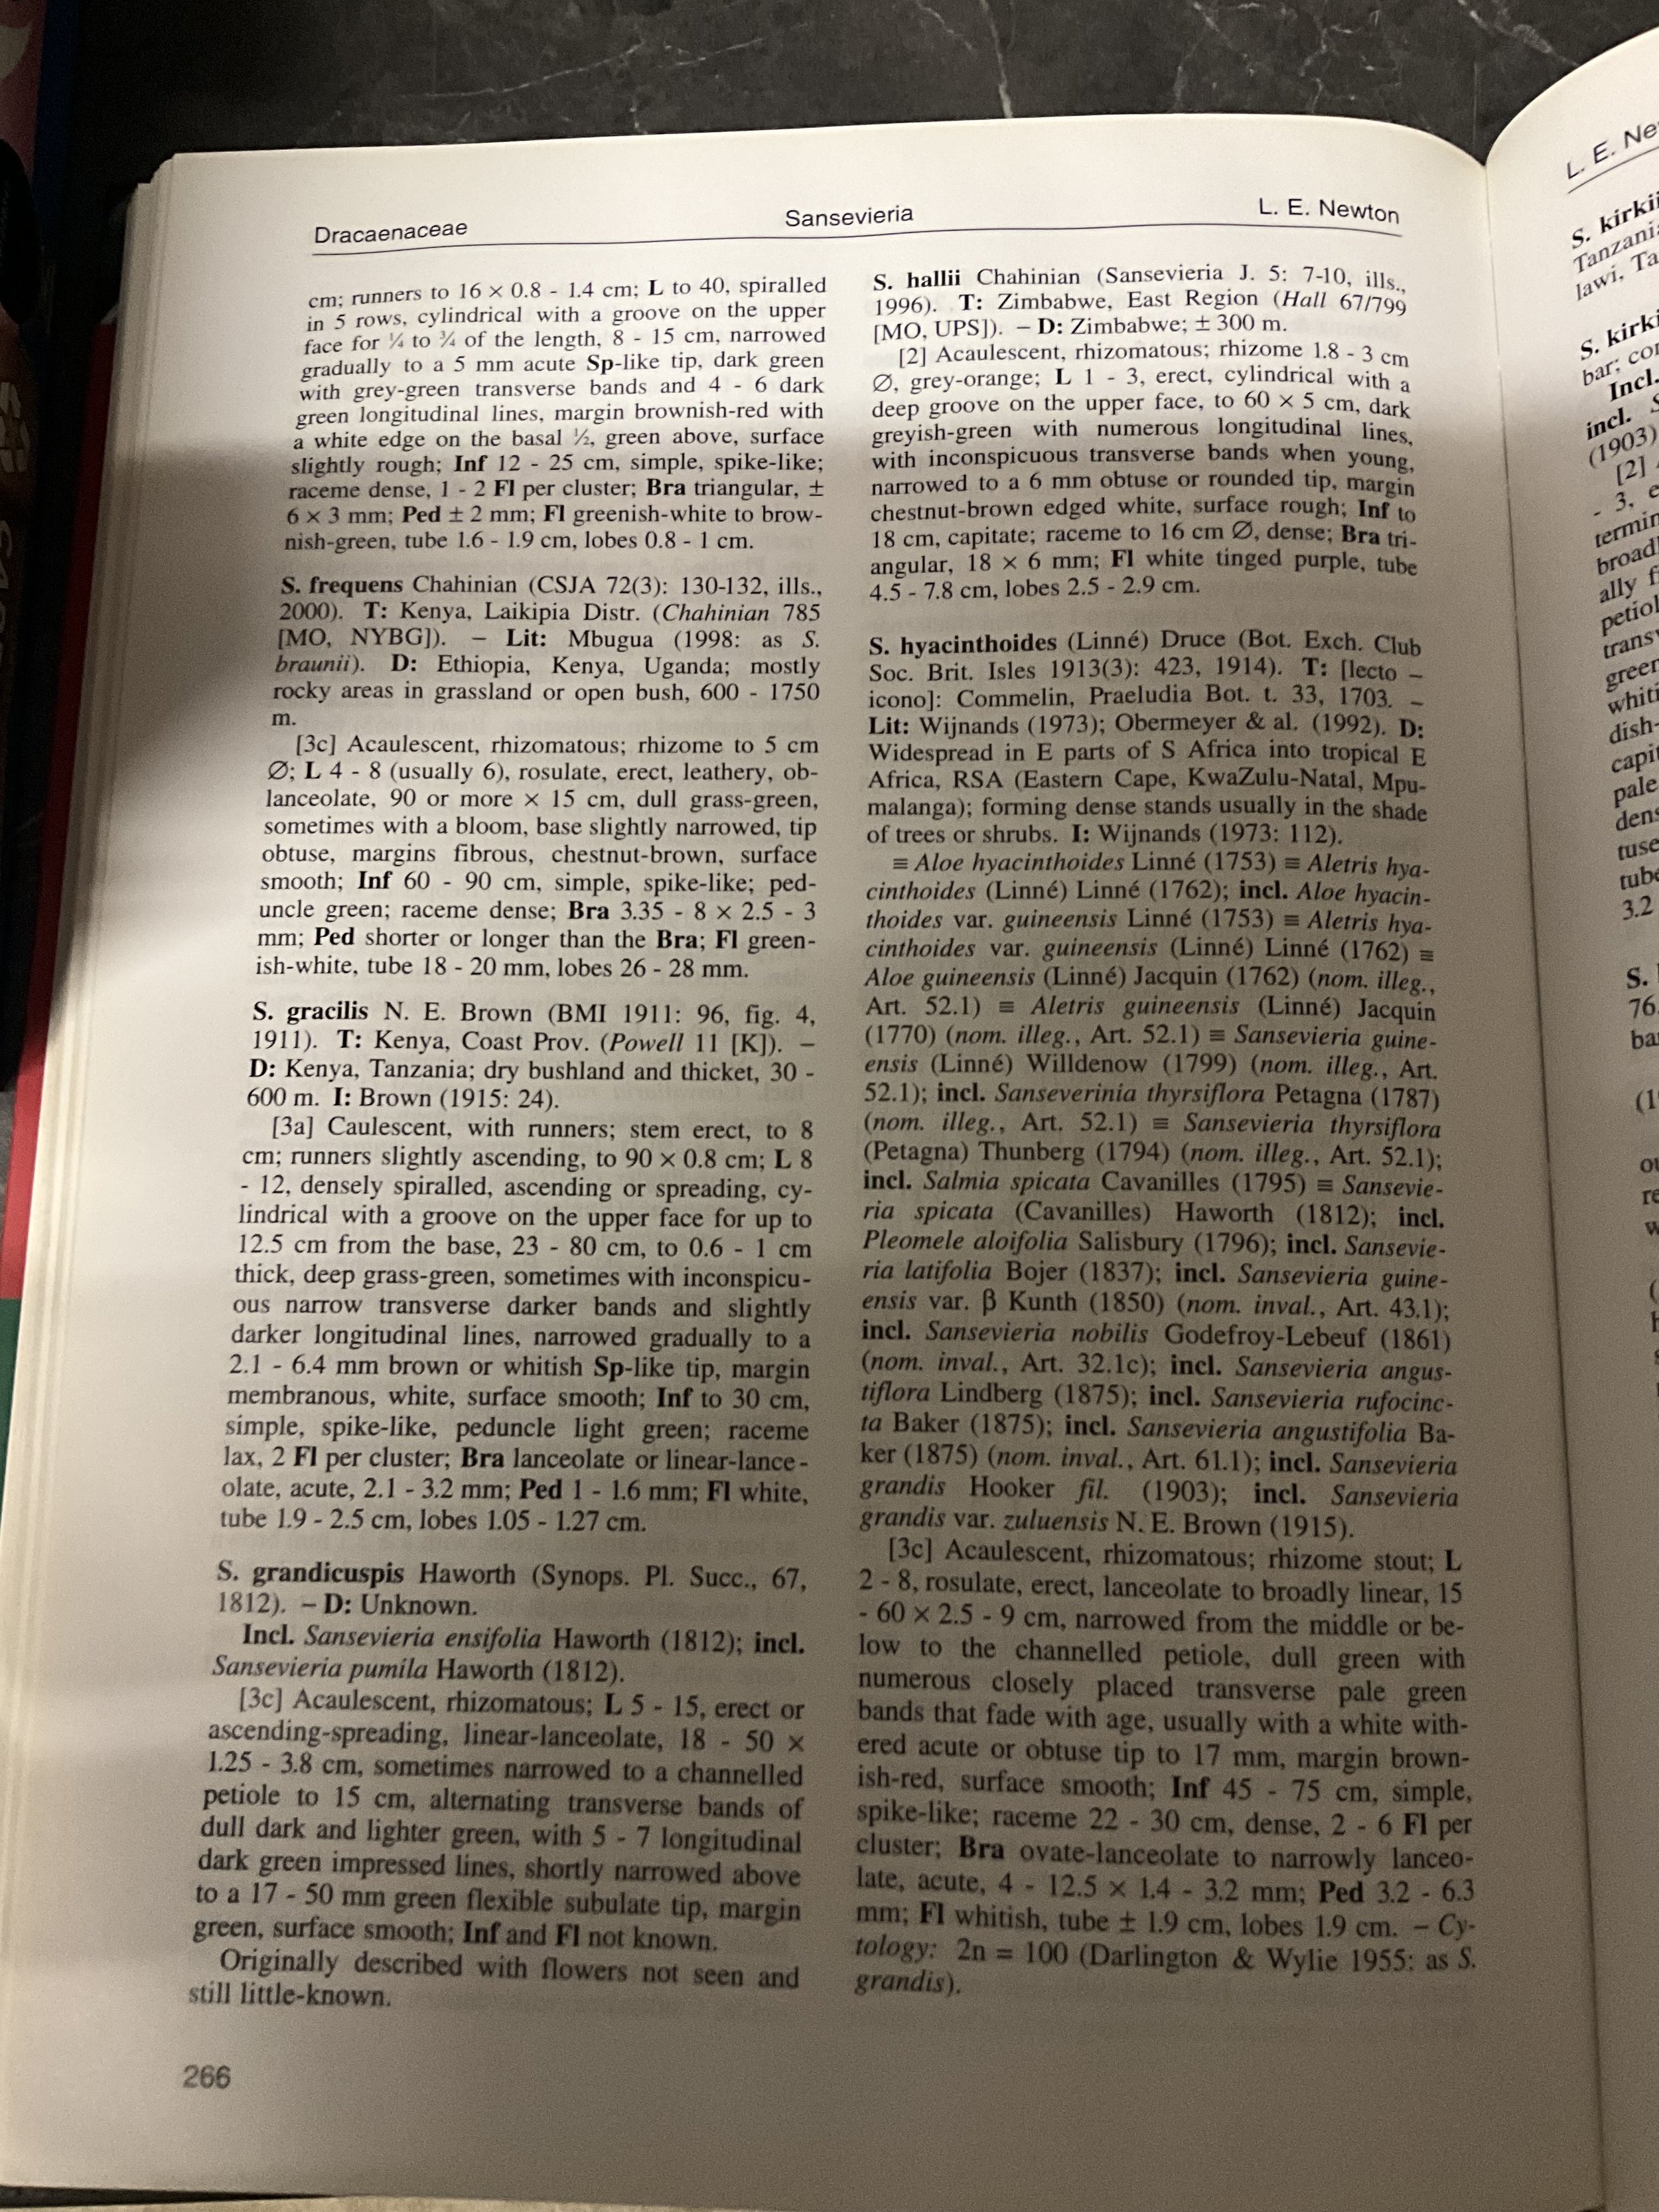 Dracaenaceae
Sansevieria
L. E. Newton
cm; runners to 16 × 0.8 - 1.4 cm; L to 40, spiralled
in 5 rows, cylindrical with a groove on the upper
face for ¼ to ¾ of the length, 8 - 15 cm, narrowed
gradually to a 5 mm acute Sp-like tip, dark green
with grey-green transverse bands and 4 - 6 dark
green longitudinal lines, margin brownish-red with
a white edge on the basal ½, green above, surface
slightly rough; Inf 12 - 25 cm, simple, spike-like;
raceme dense, 1 - 2 Fl per cluster; Bra triangular, ±
6 × 3 mm; Ped ± 2 mm; Fl greenish-white to brow-
nish-green, tube 1.6 - 1.9 cm, lobes 0.8 - 1 cm.
S. frequens Chahinian (CSJA 72(3): 130-132, ills.,
2000). T: Kenya, Laikipia Distr. (Chahinian 785
[MO, NYBG]). – Lit: Mbugua (1998: as S.
braunii). D: Ethiopia, Kenya, Uganda; mostly
rocky areas in grassland or open bush, 600 - 1750
m.
[3c] Acaulescent, rhizomatous; rhizome to 5 cm
∅; L 4 - 8 (usually 6), rosulate, erect, leathery, ob-
lanceolate, 90 or more × 15 cm, dull grass-green,
sometimes with a bloom, base slightly narrowed, tip
obtuse, margins fibrous, chestnut-brown, surface
smooth; Inf 60 - 90 cm, simple, spike-like; ped-
uncle green; raceme dense; Bra 3.35 - 8 × 2.5 - 3
mm; Ped shorter or longer than the Bra; Fl green-
ish-white, tube 18 - 20 mm, lobes 26 - 28 mm.
S. gracilis N. E. Brown (BMI 1911: 96, fig. 4,
1911). T: Kenya, Coast Prov. (Powell 11 [K]). –
D: Kenya, Tanzania; dry bushland and thicket, 30 -
600 m. I: Brown (1915: 24).
[3a] Caulescent, with runners; stem erect, to 8
cm; runners slightly ascending, to 90 × 0.8 cm; L 8
- 12, densely spiralled, ascending or spreading, cy-
lindrical with a groove on the upper face for up to
12.5 cm from the base, 23 - 80 cm, to 0.6 - 1 cm
thick, deep grass-green, sometimes with inconspicu-
ous narrow transverse darker bands and slightly
darker longitudinal lines, narrowed gradually to a
2.1 - 6.4 mm brown or whitish Sp-like tip, margin
membranous, white, surface smooth; Inf to 30 cm,
simple, spike-like, peduncle light green; raceme
lax, 2 Fl per cluster; Bra lanceolate or linear-lance-
olate, acute, 2.1 - 3.2 mm; Ped 1 - 1.6 mm; Fl white,
tube 1.9 - 2.5 cm, lobes 1.05 - 1.27 cm.
S. grandicuspis Haworth (Synops. Pl. Succ., 67,
1812). – D: Unknown.
Incl. Sansevieria ensifolia Haworth (1812); incl.
Sansevieria pumila Haworth (1812).
[3c] Acaulescent, rhizomatous; L 5 - 15, erect or
ascending-spreading, linear-lanceolate, 18 - 50 ×
1.25 - 3.8 cm, sometimes narrowed to a channelled
petiole to 15 cm, alternating transverse bands of
dull dark and lighter green, with 5 - 7 longitudinal
dark green impressed lines, shortly narrowed above
to a 17 - 50 mm green flexible subulate tip, margin
green, surface smooth; Inf and Fl not known.
Originally described with flowers not seen and
still little-known.
266
S. hallii Chahinian (Sansevieria J. 5: 7-10, ills.,
1996). T: Zimbabwe, East Region (Hall 67/799
[MO, UPS]). – D: Zimbabwe; ± 300 m.
[2] Acaulescent, rhizomatous; rhizome 1.8 - 3 cm
∅, grey-orange; L 1 - 3, erect, cylindrical with a
deep groove on the upper face, to 60 × 5 cm, dark
greyish-green with numerous longitudinal lines,
with inconspicuous transverse bands when young,
narrowed to a 6 mm obtuse or rounded tip, margin
chestnut-brown edged white, surface rough; Inf to
18 cm, capitate; raceme to 16 cm ∅, dense; Bra tri-
angular, 18 × 6 mm; Fl white tinged purple, tube
4.5 - 7.8 cm, lobes 2.5 - 2.9 cm.
S. hyacinthoides (Linné) Druce (Bot. Exch. Club
Soc. Brit. Isles 1913(3): 423, 1914). T: [lecto –
icono]: Commelin, Praeludia Bot. t. 33, 1703. –
Lit: Wijnands (1973); Obermeyer & al. (1992). D:
Widespread in E parts of S Africa into tropical E
Africa, RSA (Eastern Cape, KwaZulu-Natal, Mpu-
malanga); forming dense stands usually in the shade
of trees or shrubs. I: Wijnands (1973: 112).
≡ Aloe hyacinthoides Linné (1753) ≡ Aletris hya-
cinthoides (Linné) Linné (1762); incl. Aloe hyacin-
thoides var. guineensis Linné (1753) ≡ Aletris hya-
cinthoides var. guineensis (Linné) Linné (1762) ≡
Aloe guineensis (Linné) Jacquin (1762) (nom. illeg.,
Art. 52.1) ≡ Aletris guineensis (Linné) Jacquin
(1770) (nom. illeg., Art. 52.1) ≡ Sansevieria guine-
ensis (Linné) Willdenow (1799) (nom. illeg., Art.
52.1); incl. Sanseverinia thyrsiflora Petagna (1787)
(nom. illeg., Art. 52.1) ≡ Sansevieria thyrsiflora
(Petagna) Thunberg (1794) (nom. illeg., Art. 52.1);
incl. Salmia spicata Cavanilles (1795) ≡ Sansevie-
ria spicata (Cavanilles) Haworth (1812); incl.
Pleomele aloifolia Salisbury (1796); incl. Sansevie-
ria latifolia Bojer (1837); incl. Sansevieria guine-
ensis var. β Kunth (1850) (nom. inval., Art. 43.1);
incl. Sansevieria nobilis Godefroy-Lebeuf (1861)
(nom. inval., Art. 32.1c); incl. Sansevieria angus-
tiflora Lindberg (1875); incl. Sansevieria rufocinc-
ta Baker (1875); incl. Sansevieria angustifolia Ba-
ker (1875) (nom. inval., Art. 61.1); incl. Sansevieria
grandis Hooker fil. (1903); incl. Sansevieria
grandis var. zuluensis N. E. Brown (1915).
[3c] Acaulescent, rhizomatous; rhizome stout; L
2 - 8, rosulate, erect, lanceolate to broadly linear, 15
- 60 × 2.5 - 9 cm, narrowed from the middle or be-
low to the channelled petiole, dull green with
numerous closely placed transverse pale green
bands that fade with age, usually with a white with-
ered acute or obtuse tip to 17 mm, margin brown-
ish-red, surface smooth; Inf 45 - 75 cm, simple,
spike-like; raceme 22 - 30 cm, dense, 2 - 6 Fl per
cluster; Bra ovate-lanceolate to narrowly lanceo-
late, acute, 4 - 12.5 × 1.4 - 3.2 mm; Ped 3.2 - 6.3
mm; Fl whitish, tube ± 1.9 cm, lobes 1.9 cm. – Cy-
tology: 2n = 100 (Darlington & Wylie 1955: as S.
grandis).
L. E. Ne
S. kirkii
Tanzania
lawi, Ta
S. kirki
bar; co
Incl.
incl. S
(1903)
[2]
- 3, e
termin
broad
ally f
petiol
trans
green
whiti
dish-
capit
pale
dens
tuse
tube
3.2
S.
76
ba